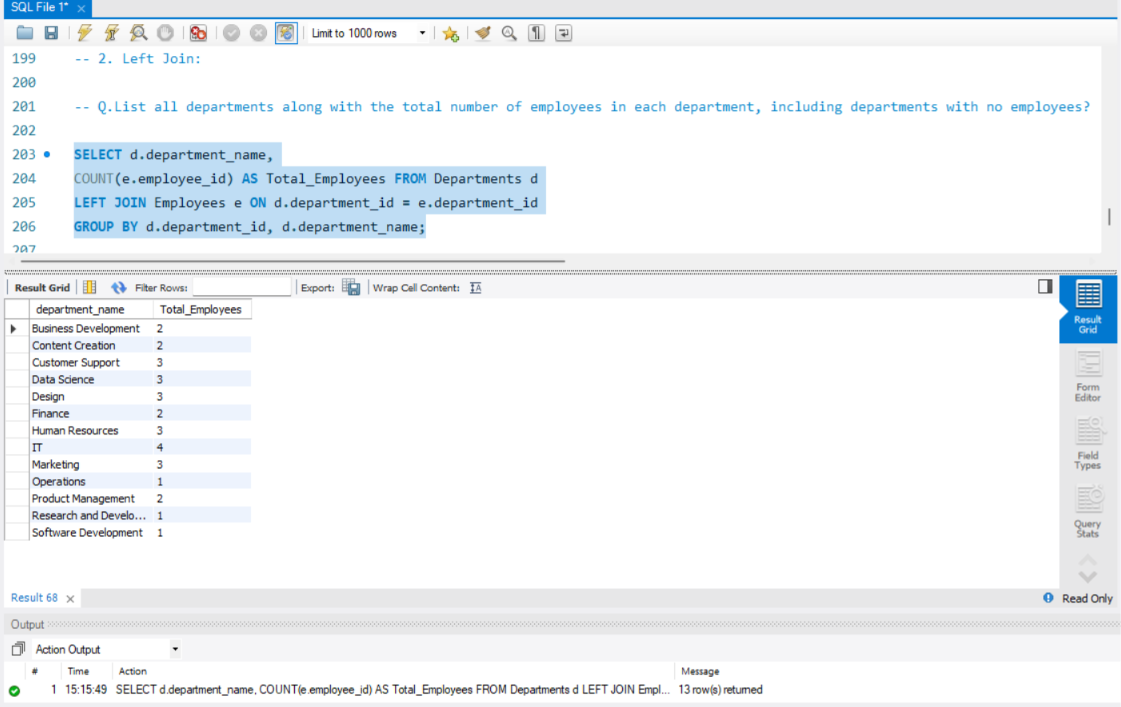 SQL File 1*
Limit to 1000 rows
199 -- 2. Left Join:
200
201 -- Q.List all departments along with the total number of employees in each department, including departments with no employees?
202
203 SELECT d.department_name,
204 COUNT(e.employee_id) AS Total_Employees FROM Departments d
205 LEFT JOIN Employees e ON d.department_id = e.department_id
206 GROUP BY d.department_id, d.department_name;
207
Result Grid Filter Rows: Export: Wrap Cell Content:
department_name Total_Employees
Business Development 2
Content Creation 2
Customer Support 3
Data Science 3
Design 3
Finance 2
Human Resources 3
IT 4
Marketing 3
Operations 1
Product Management 2
Research and Develo... 1
Software Development 1
Result
Grid
Form
Editor
Field
Types
Query
Stats
Result 68 Read Only
Output
Action Output
# Time Action Message
1 15:15:49 SELECT d.department_name, COUNT(e.employee_id) AS Total_Employees FROM Departments d LEFT JOIN Empl... 13 row(s) returned